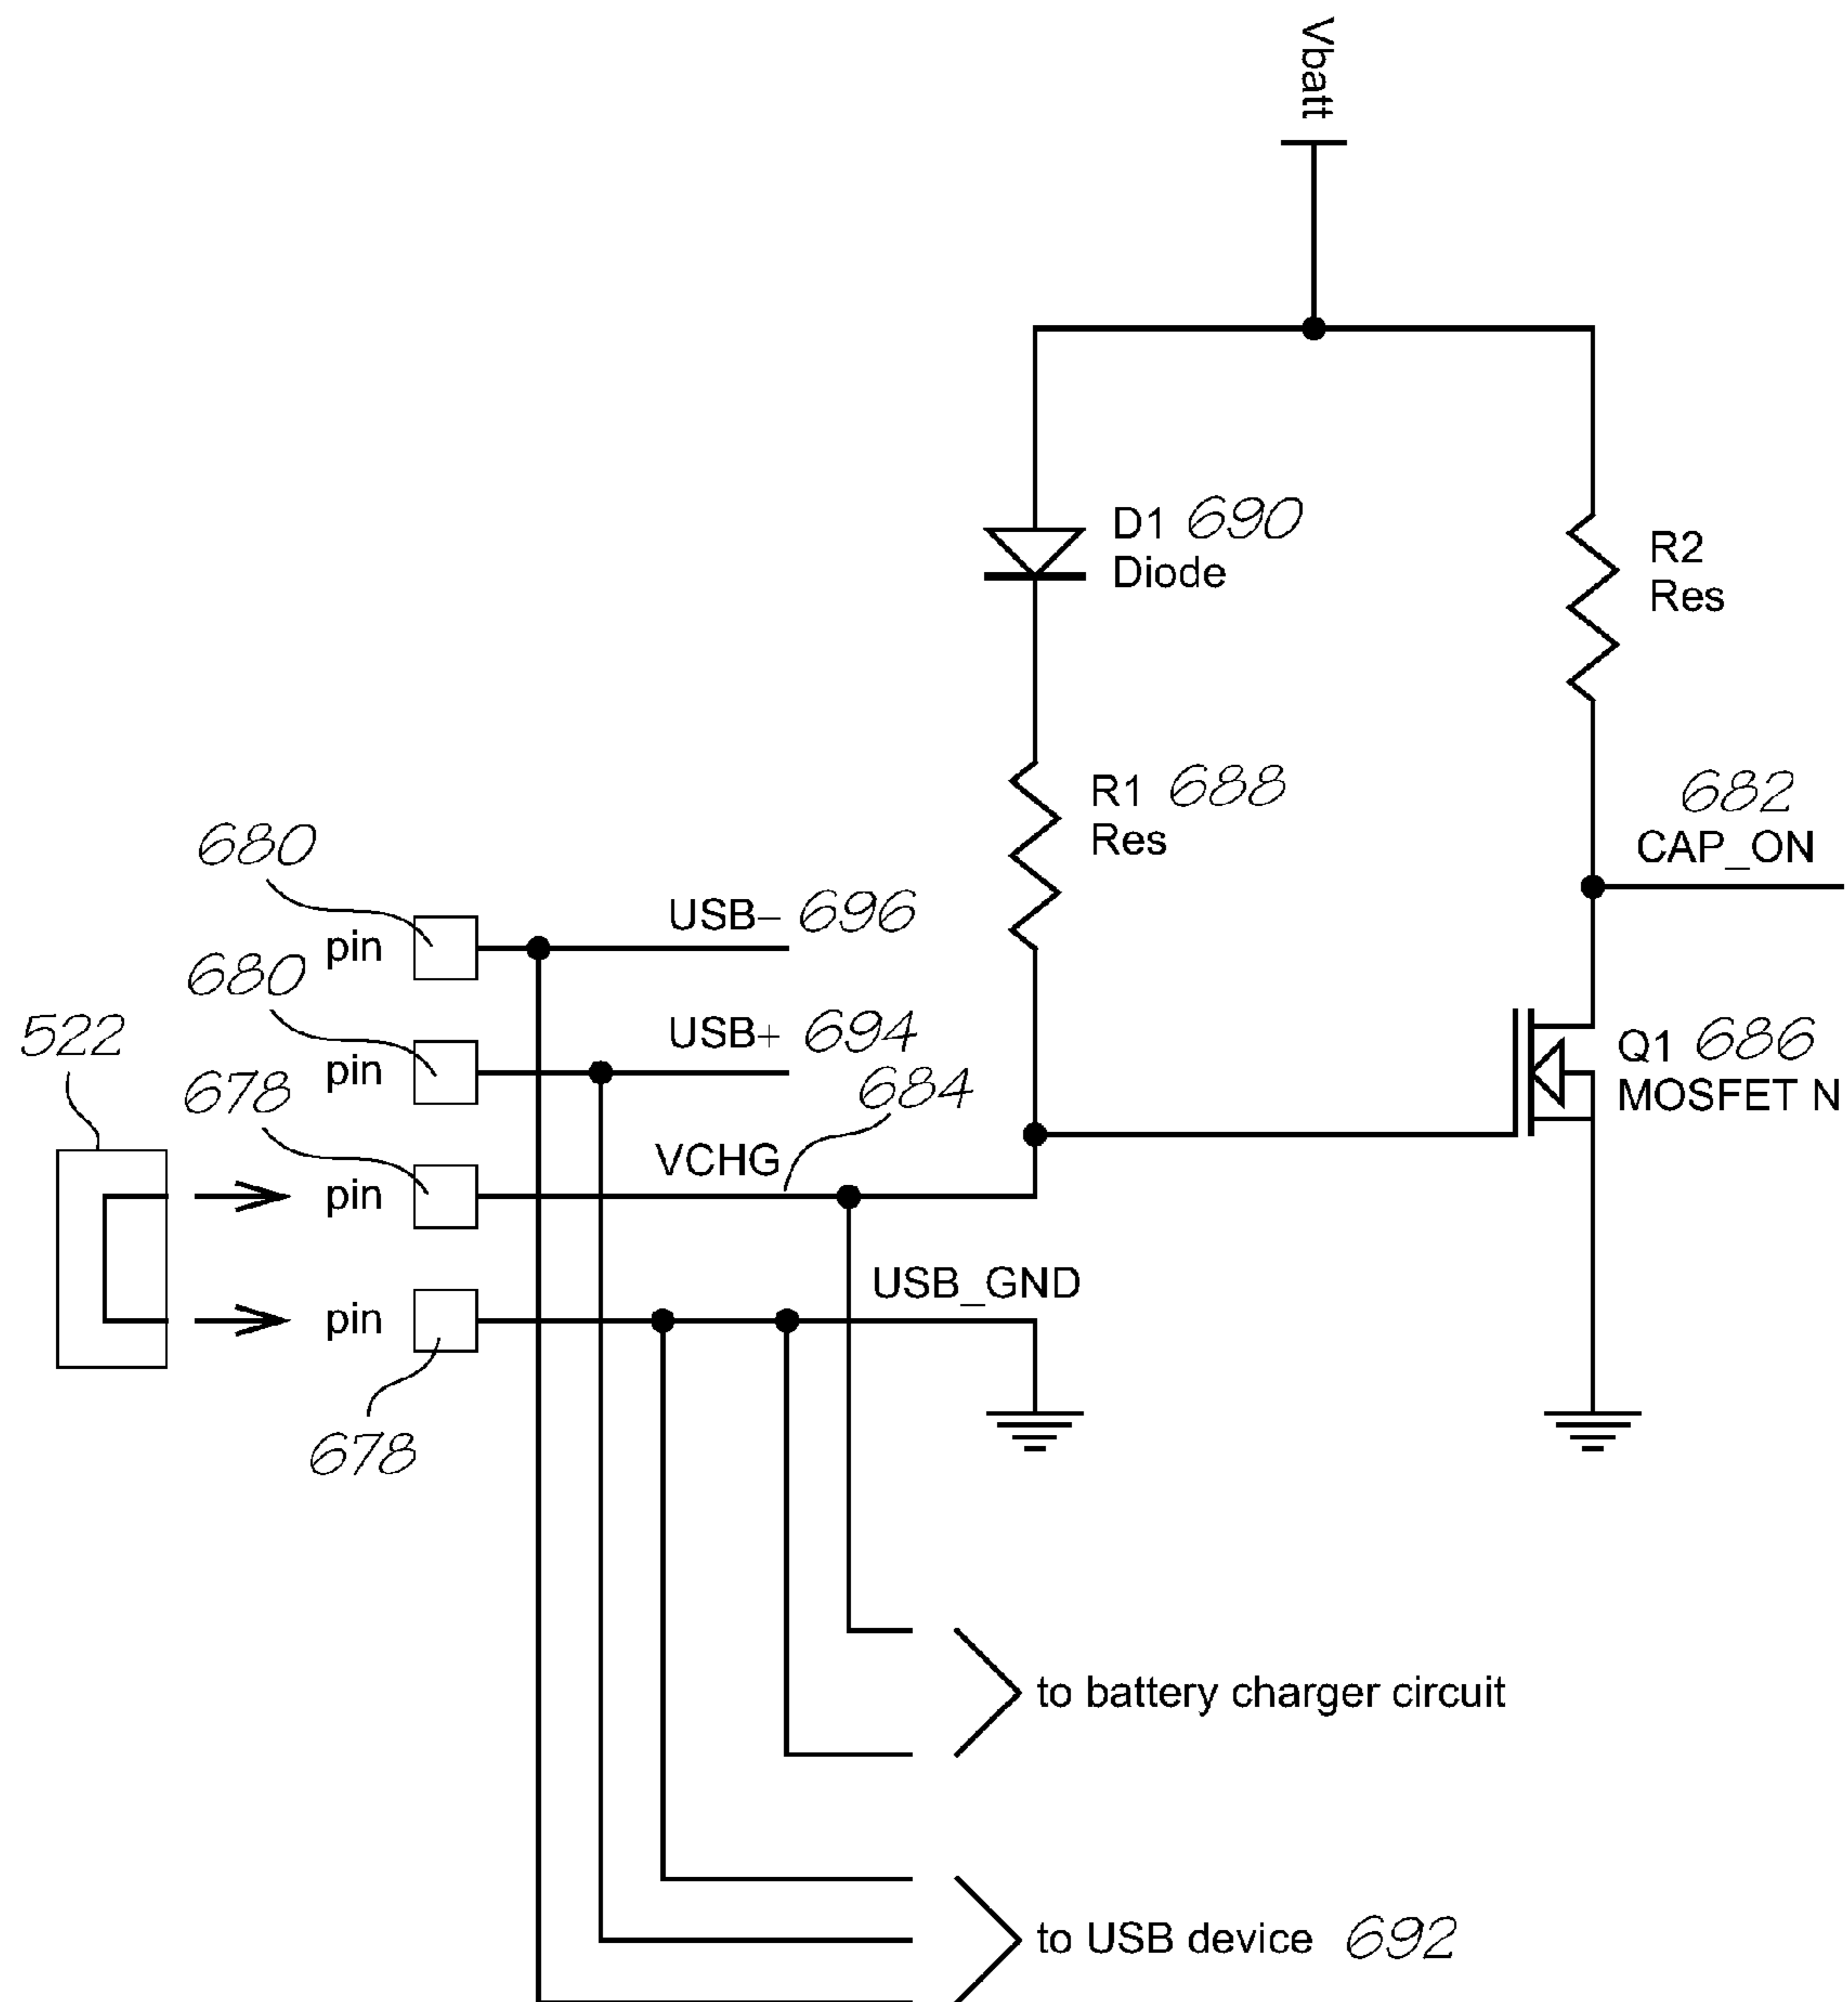 Vbatt
D1 690
Diode
R2
Res
R1 688
Res
682
CAP_ON
680
pin
USB– 696
680
pin
USB+ 694
522
678
684
Q1 686
MOSFET N
pin
VCHG
pin
USB_GND
678
to battery charger circuit
to USB device 692